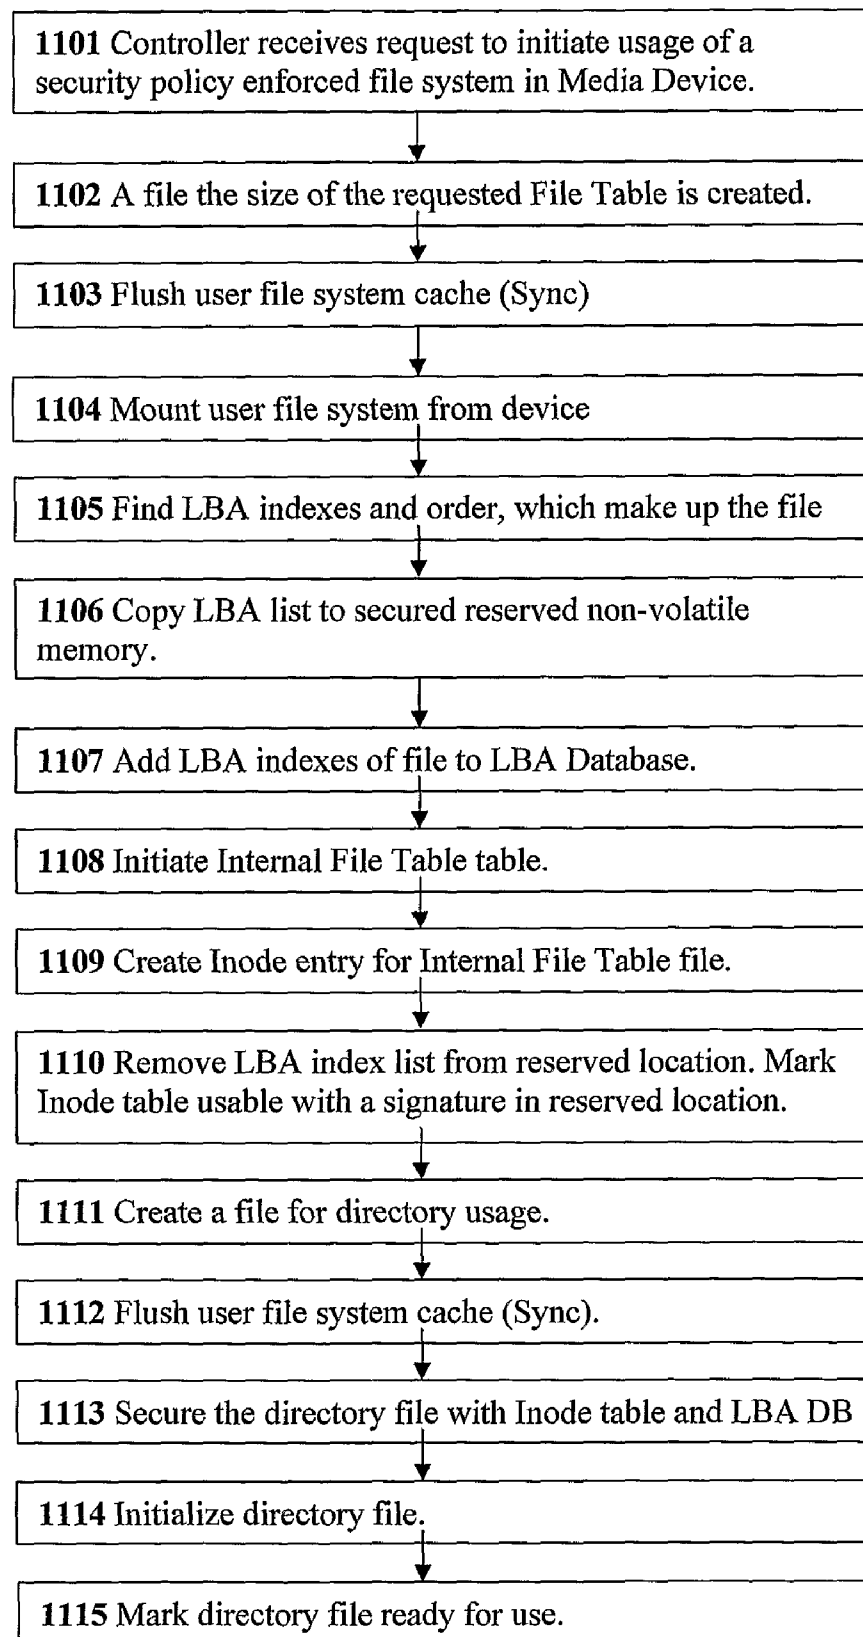 1101 Controller receives request to initiate usage of a
security policy enforced file system in Media Device.
1102 A file the size of the requested File Table is created.
1103 Flush user file system cache (Sync)
1104 Mount user file system from device
1105 Find LBA indexes and order, which make up the file
1106 Copy LBA list to secured reserved non-volatile
memory.
1107 Add LBA indexes of file to LBA Database.
1108 Initiate Internal File Table table.
1109 Create Inode entry for Internal File Table file.
1110 Remove LBA index list from reserved location. Mark
Inode table usable with a signature in reserved location.
1111 Create a file for directory usage.
1112 Flush user file system cache (Sync).
1113 Secure the directory file with Inode table and LBA DB
1114 Initialize directory file.
1115 Mark directory file ready for use.